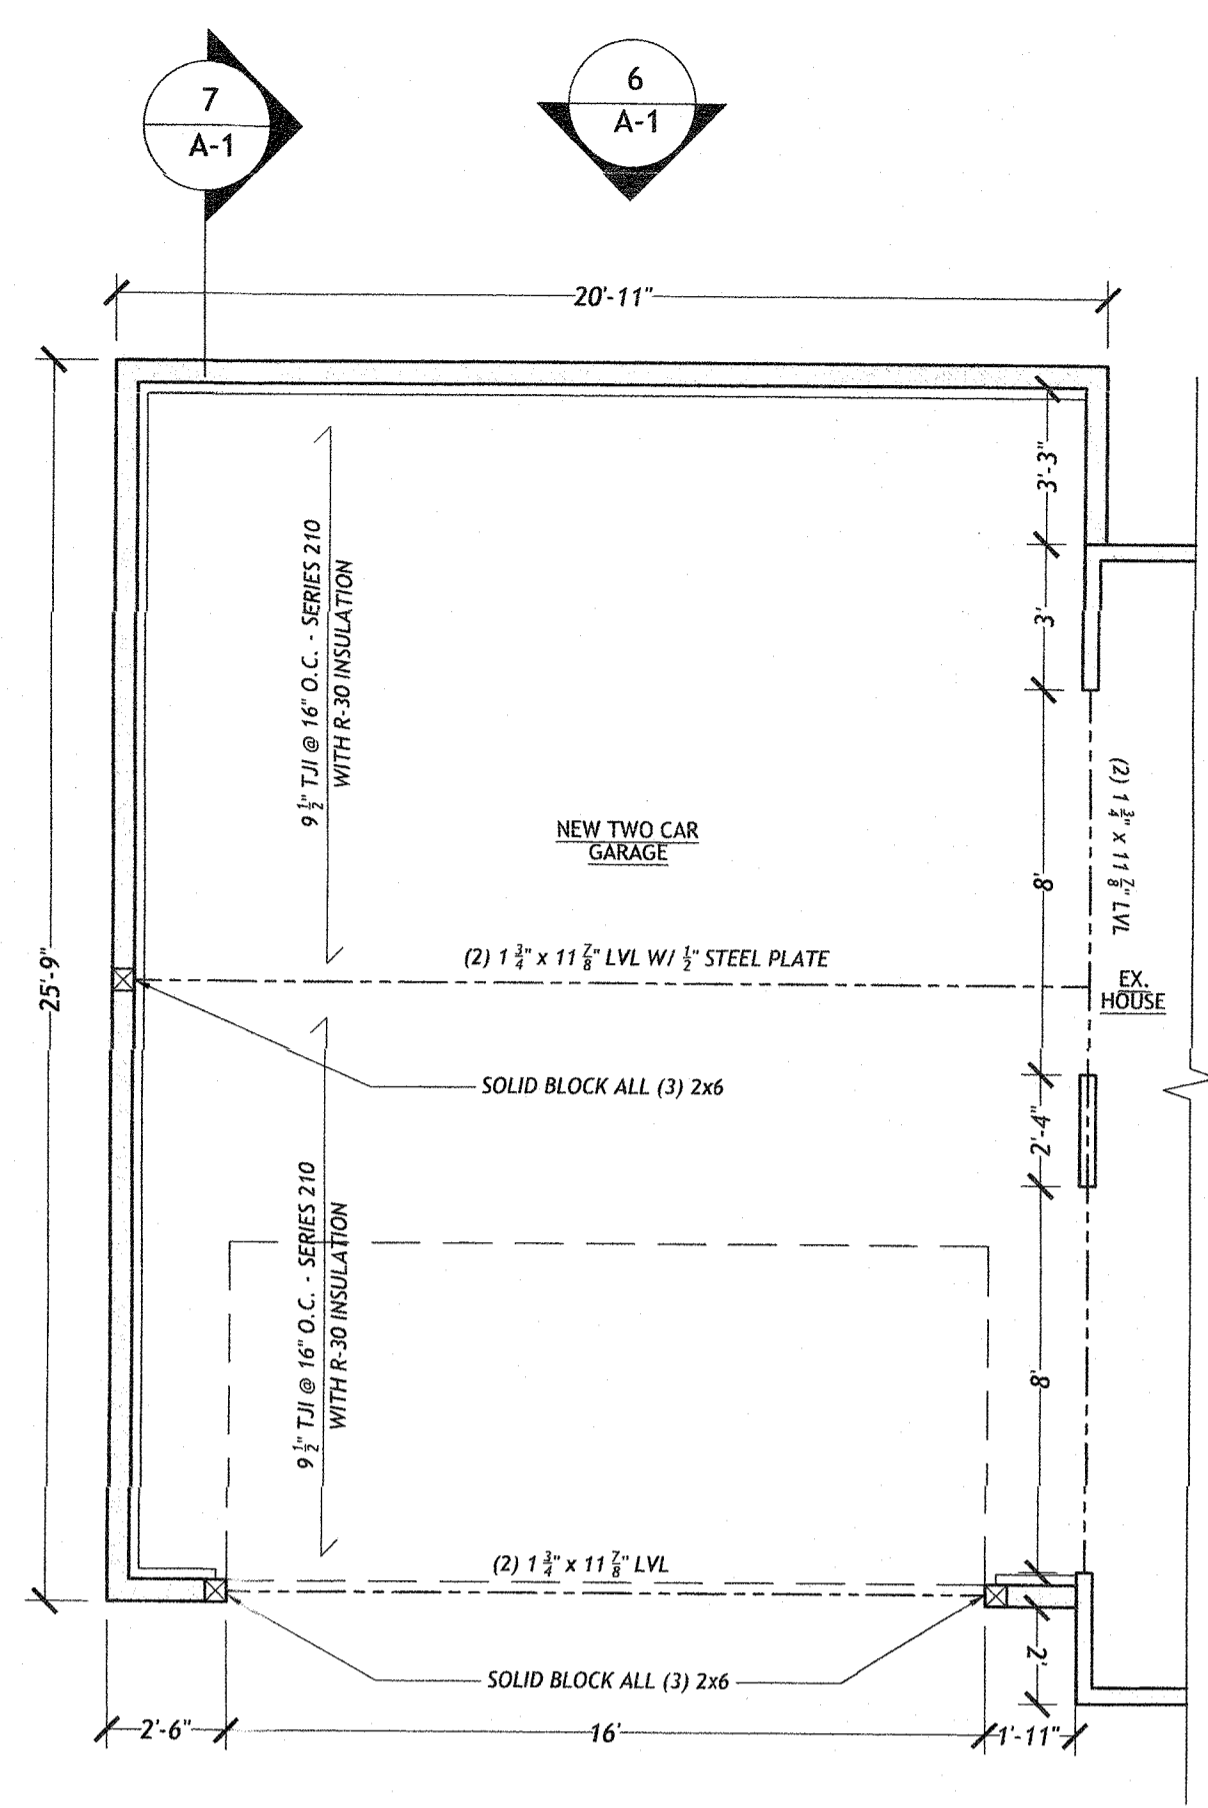 7
A-1
6
A-1
20'-11"
3'-3"
3'
9 1/2" TJI @ 16" O.C. - SERIES 210
WITH R-30 INSULATION
(2) 1 3/4" x 11 7/8" LVL
NEW TWO CAR
GARAGE
8'
25'-9"
(2) 1 3/4" x 11 7/8" LVL W/ 1/2" STEEL PLATE
EX.
HOUSE
SOLID BLOCK ALL (3) 2x6
2'-4"
9 1/2" TJI @ 16" O.C. - SERIES 210
WITH R-30 INSULATION
8'
(2) 1 3/4" x 11 7/8" LVL
SOLID BLOCK ALL (3) 2x6
2'
2'-6"
16'
1'-11"